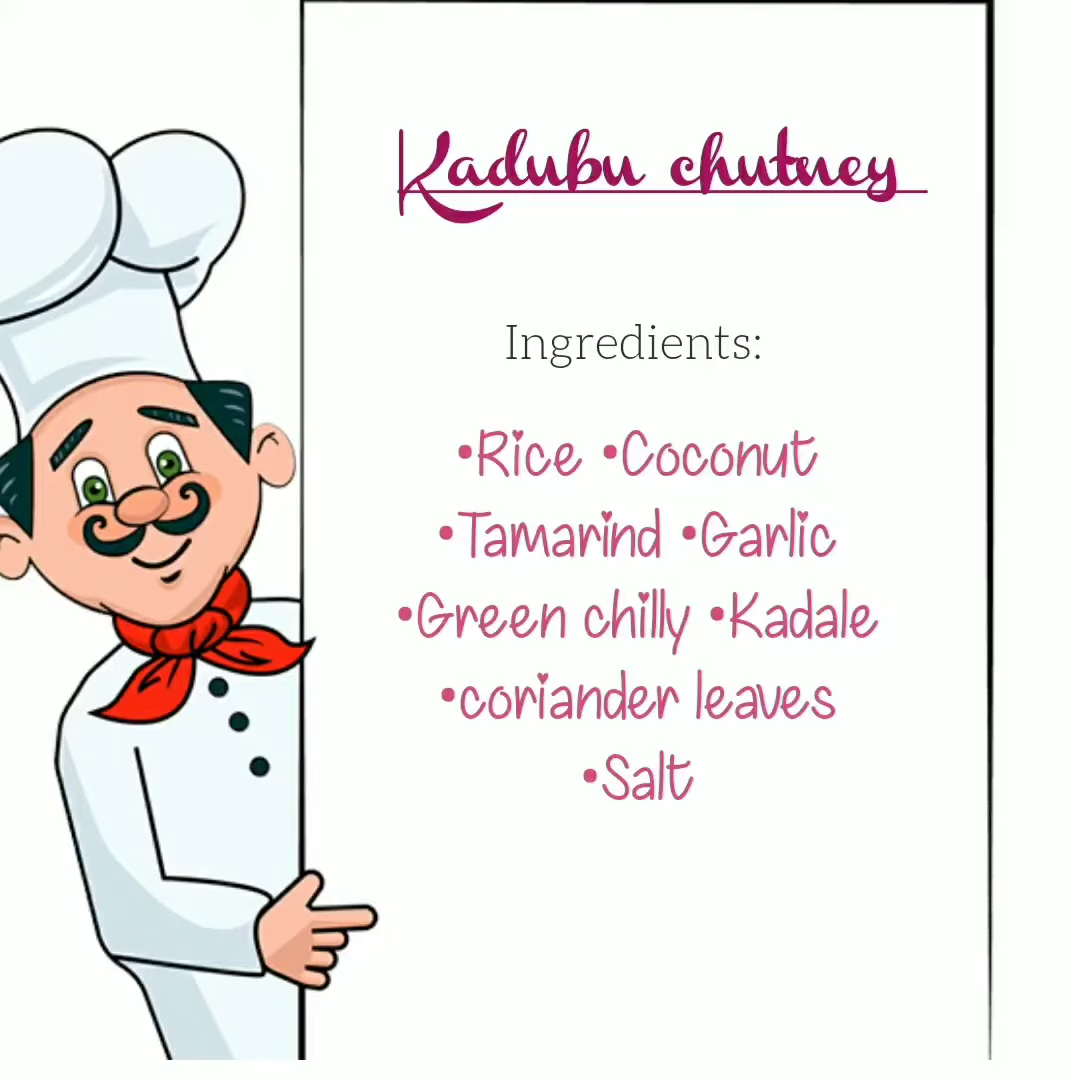 Kadubu chutney
Ingredients:
•Rice •Coconut
•Tamarind •Garlic
•Green chilly •Kadale
•coriander leaves
•Salt